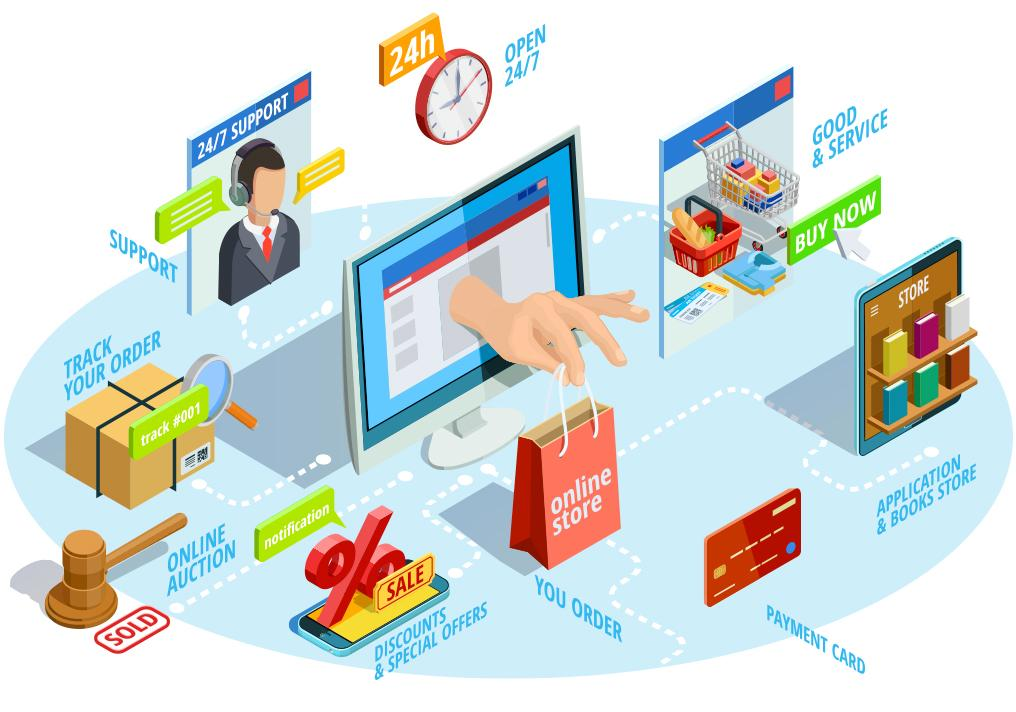 24h
OPEN
24/7
24/7 SUPPORT
SUPPORT
GOOD
& SERVICE
BUY NOW
STORE
TRACK
YOUR ORDER
track #001
online
store
APPLICATION
& BOOKS STORE
ONLINE
AUCTION
SOLD
notification
%
SALE
DISCOUNTS
& SPECIAL OFFERS
YOU ORDER
PAYMENT CARD